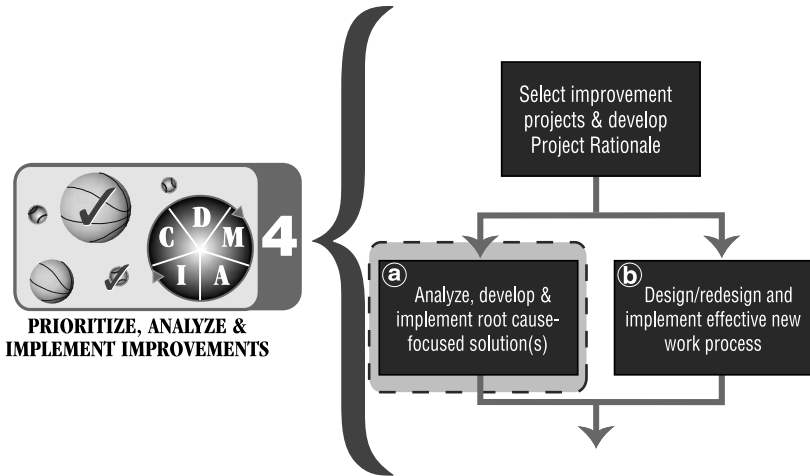 D
M
A
I
C
4
PRIORITIZE, ANALYZE &
IMPLEMENT IMPROVEMENTS
Select improvement
projects & develop
Project Rationale
a
Analyze, develop &
implement root cause-
focused solution(s)
b
Design/redesign and
implement effective new
work process